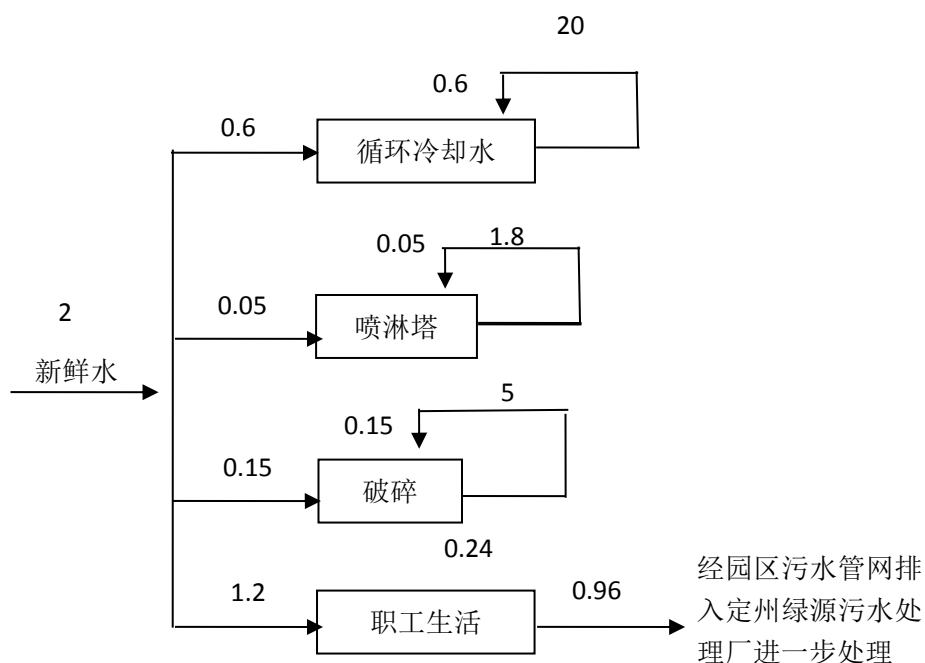 20
0.6
0.6
循环冷却水
0.05
1.8
2
0.05
喷淋塔
新鲜水
5
0.15
0.15
破碎
0.24
1.2
职工生活
0.96
经园区污水管网排
入定州绿源污水处
理厂进一步处理